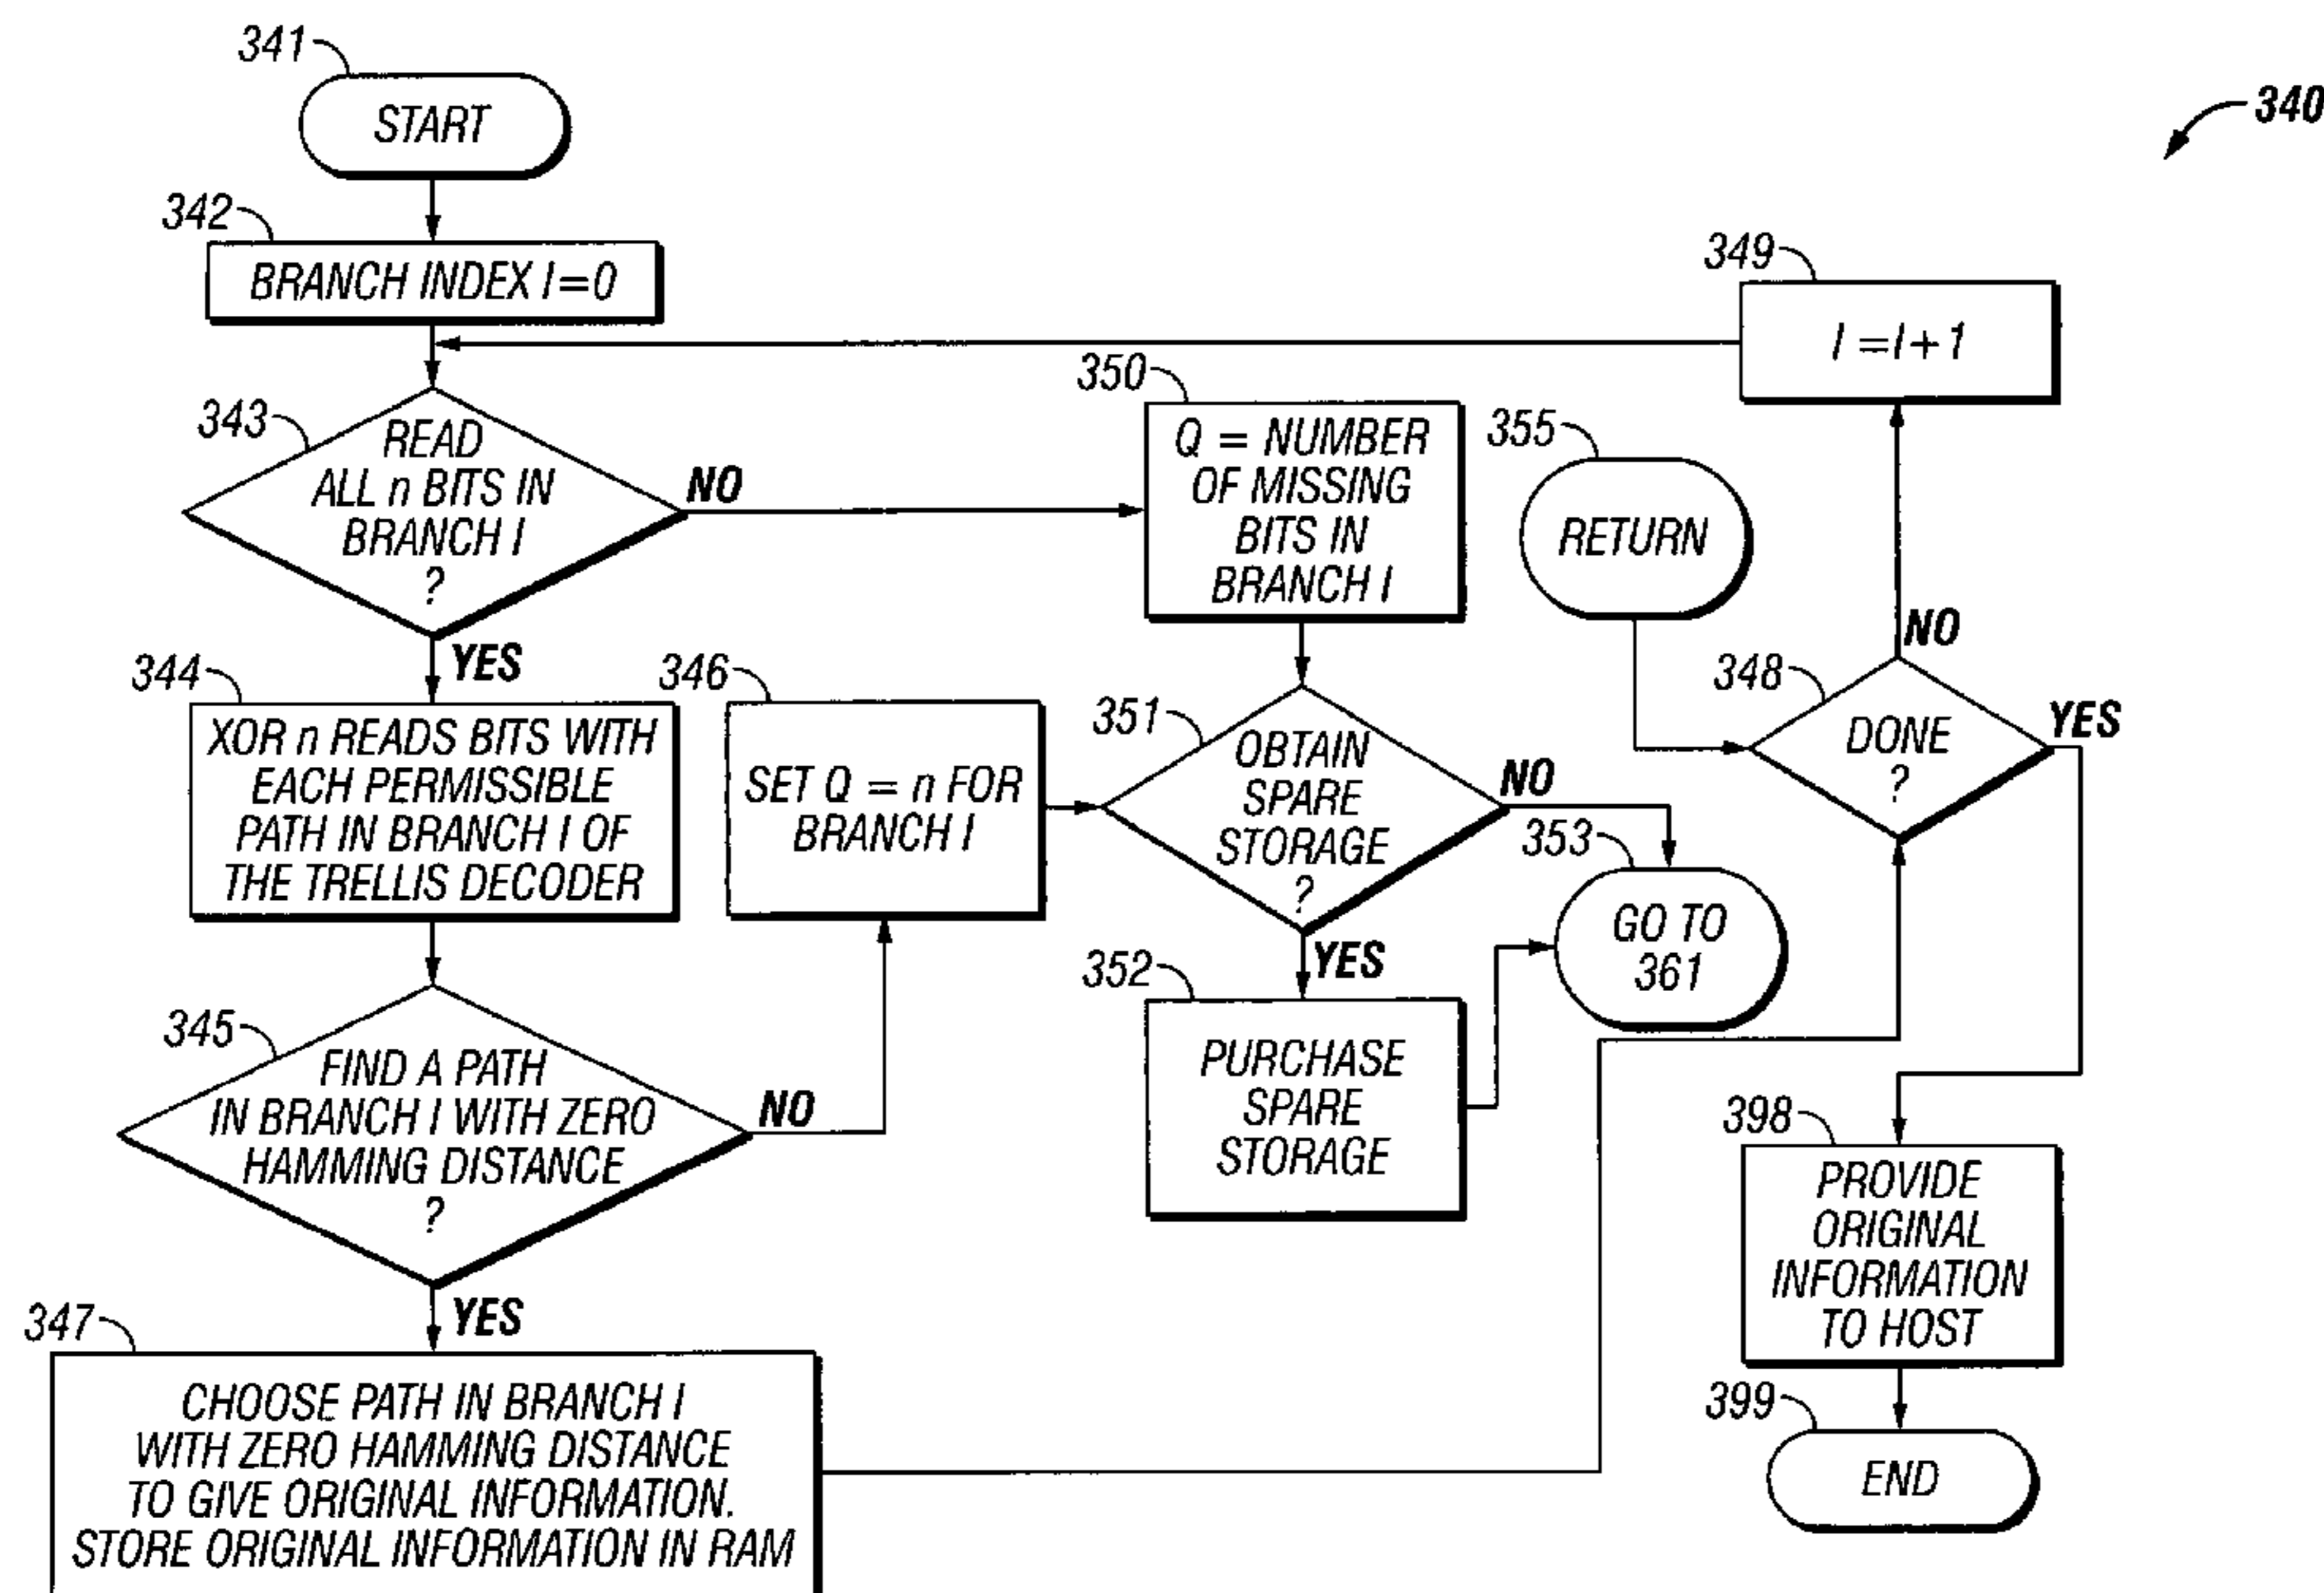 340
341
START
342
BRANCH INDEX I=0
349
I=I+1
343
READ
ALL n BITS IN
BRANCH I
?
NO
YES
350
Q = NUMBER
OF MISSING
BITS IN
BRANCH I
355
RETURN
344
XOR n READS BITS WITH
EACH PERMISSIBLE
PATH IN BRANCH I OF
THE TRELLIS DECODER
346
SET Q = n FOR
BRANCH I
351
OBTAIN
SPARE
STORAGE
?
NO
YES
348
DONE
?
NO
YES
353
GO TO
361
345
FIND A PATH
IN BRANCH I WITH ZERO
HAMMING DISTANCE
?
NO
YES
352
PURCHASE
SPARE
STORAGE
398
PROVIDE
ORIGINAL
INFORMATION
TO HOST
347
CHOOSE PATH IN BRANCH I
WITH ZERO HAMMING DISTANCE
TO GIVE ORIGINAL INFORMATION.
STORE ORIGINAL INFORMATION IN RAM
399
END